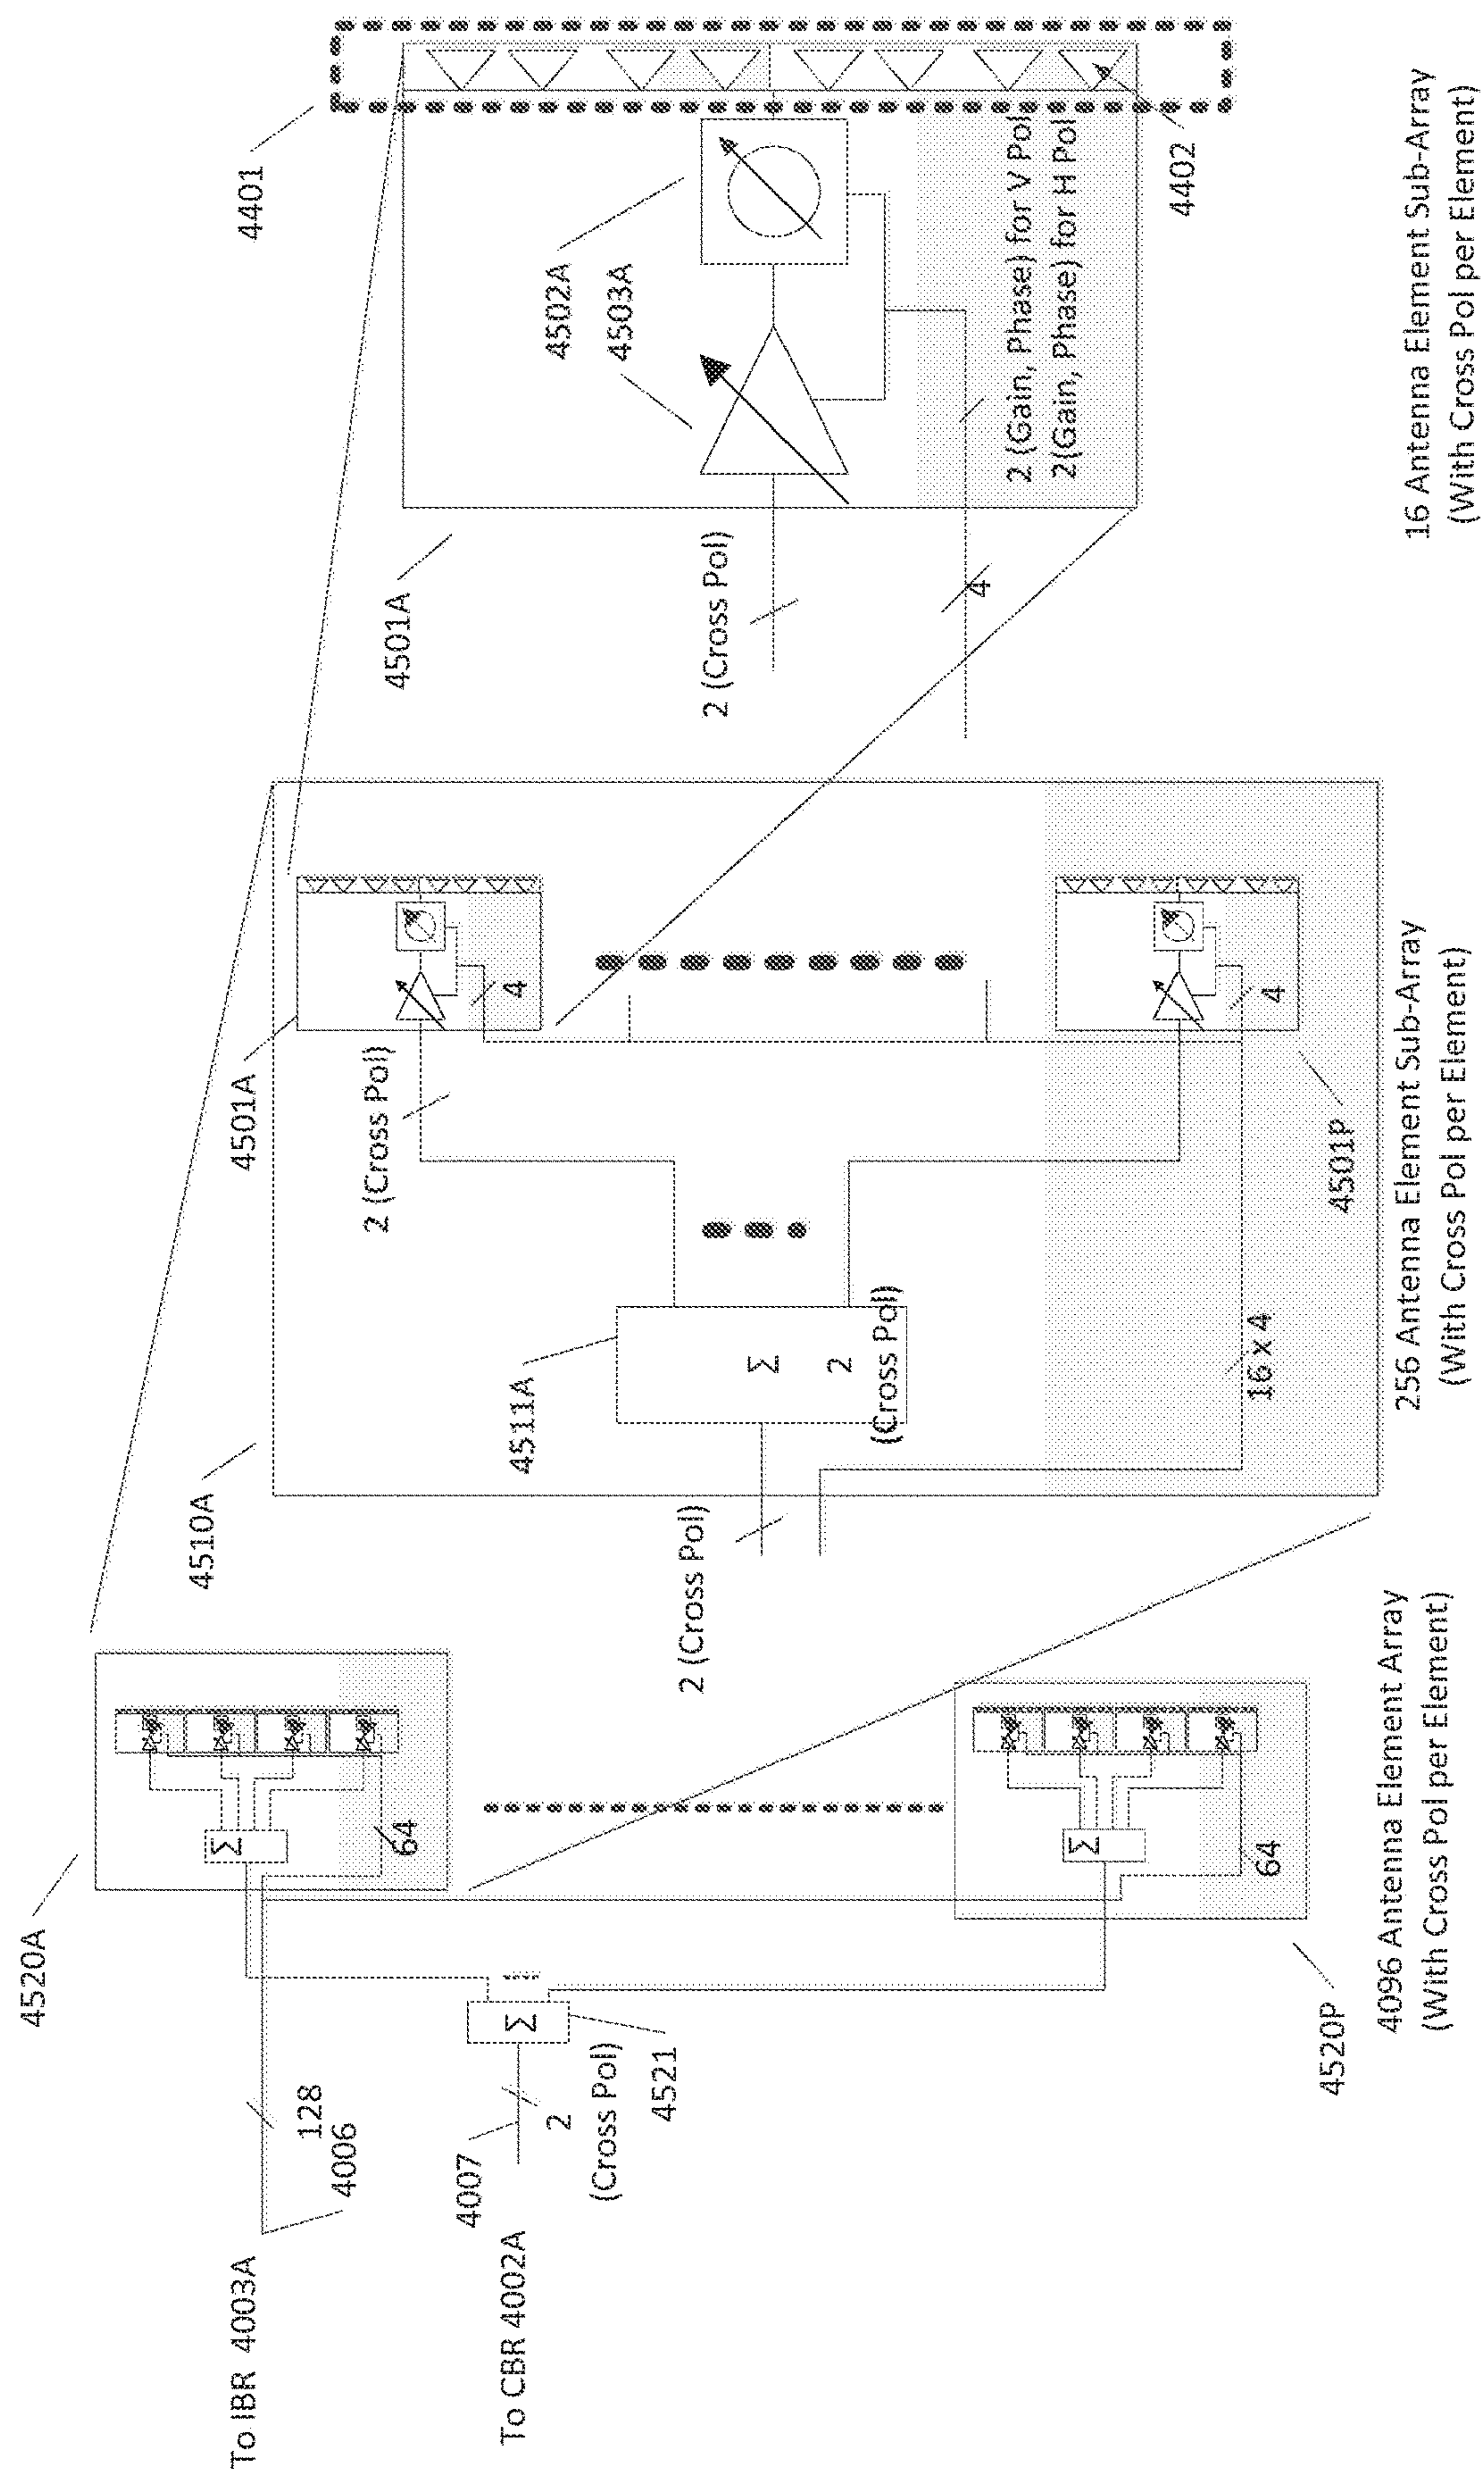 4520A
64
64
4520P
128
4006
To IBR 4003A
4007
2
(Cross Pol)
4521
Σ
Σ
Σ
To CBR 4002A
4096 Antenna Element Array
(With Cross Pol per Element)
4510A
4501A
2 (Cross Pol)
4
4511A
Σ
2
(Cross Pol)
2 (Cross Pol)
16 x 4
4
4501P
256 Antenna Element Sub-Array
(With Cross Pol per Element)
4401
4502A
4503A
4501A
2 (Cross Pol)
4
2 (Gain, Phase) for V Pol
2(Gain, Phase) for H Pol
4402
16 Antenna Element Sub-Array
(With Cross Pol per Element)